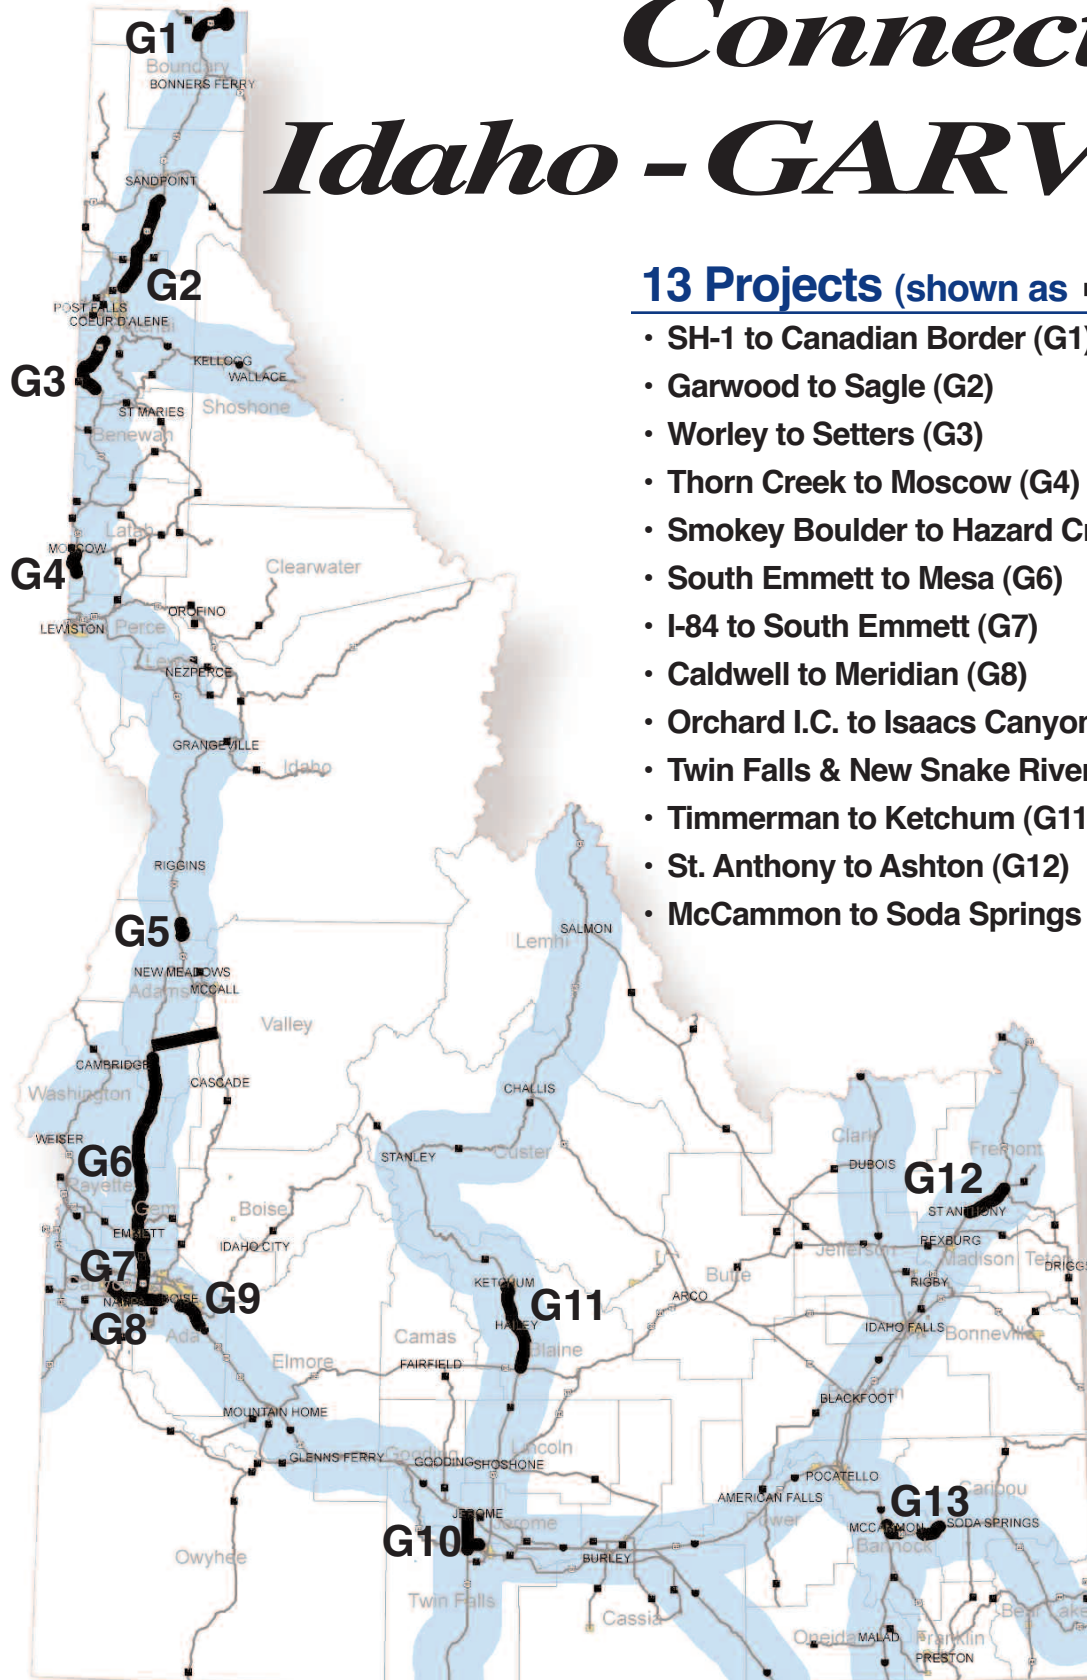 Connect
Idaho - GARV
13 Projects (shown as
• SH-1 to Canadian Border (G1)
• Garwood to Sagle (G2)
• Worley to Setters (G3)
• Thorn Creek to Moscow (G4)
• Smokey Boulder to Hazard Cr
• South Emmett to Mesa (G6)
• I-84 to South Emmett (G7)
• Caldwell to Meridian (G8)
• Orchard I.C. to Isaacs Canyon
• Twin Falls & New Snake River
• Timmerman to Ketchum (G11
• St. Anthony to Ashton (G12)
• McCammon to Soda Springs
G1
Boundary
BONNERS FERRY
SANDPOINT
G2
POST FALLS
COEUR D'ALENE
KELLOGG
WALLACE
G3
Shoshone
ST MARIES
Benewah
Latah
MOSCOW
G4
Clearwater
OROFINO
LEWISTON
Perce
Lewis
NEZPERCE
GRANGEVILLE
Idaho
RIGGINS
G5
SALMON
Lemhi
NEW MEADOWS
Adams
MCCALL
Valley
CAMBRIDGE
CASCADE
Washington
CHALLIS
WEISER
Custer
STANLEY
Clark
DUBOIS
Fremont
G6
Payette
G12
ST ANTHONY
Gem
Boise
EMMETT
IDAHO CITY
REXBURG
Jefferson
Madison
Teton
DRIGGS
G7
Butte
RIGBY
KETCHUM
ARCO
NAMPA
BOISE
G9
G11
G8
Ada
HAILEY
IDAHO FALLS
Bonneville
Camas
Blaine
Elmore
FAIRFIELD
BLACKFOOT
MOUNTAIN HOME
Gooding
Lincoln
GLENNS FERRY
GOODING
SHOSHONE
POCATELLO
AMERICAN FALLS
Caribou
G13
JEROME
Jerome
Power
MCCAMMON
SODA SPRINGS
G10
Bannock
BURLEY
Owyhee
Twin Falls
Cassia
Bear Lake
Oneida
MALAD
Franklin
PRESTON